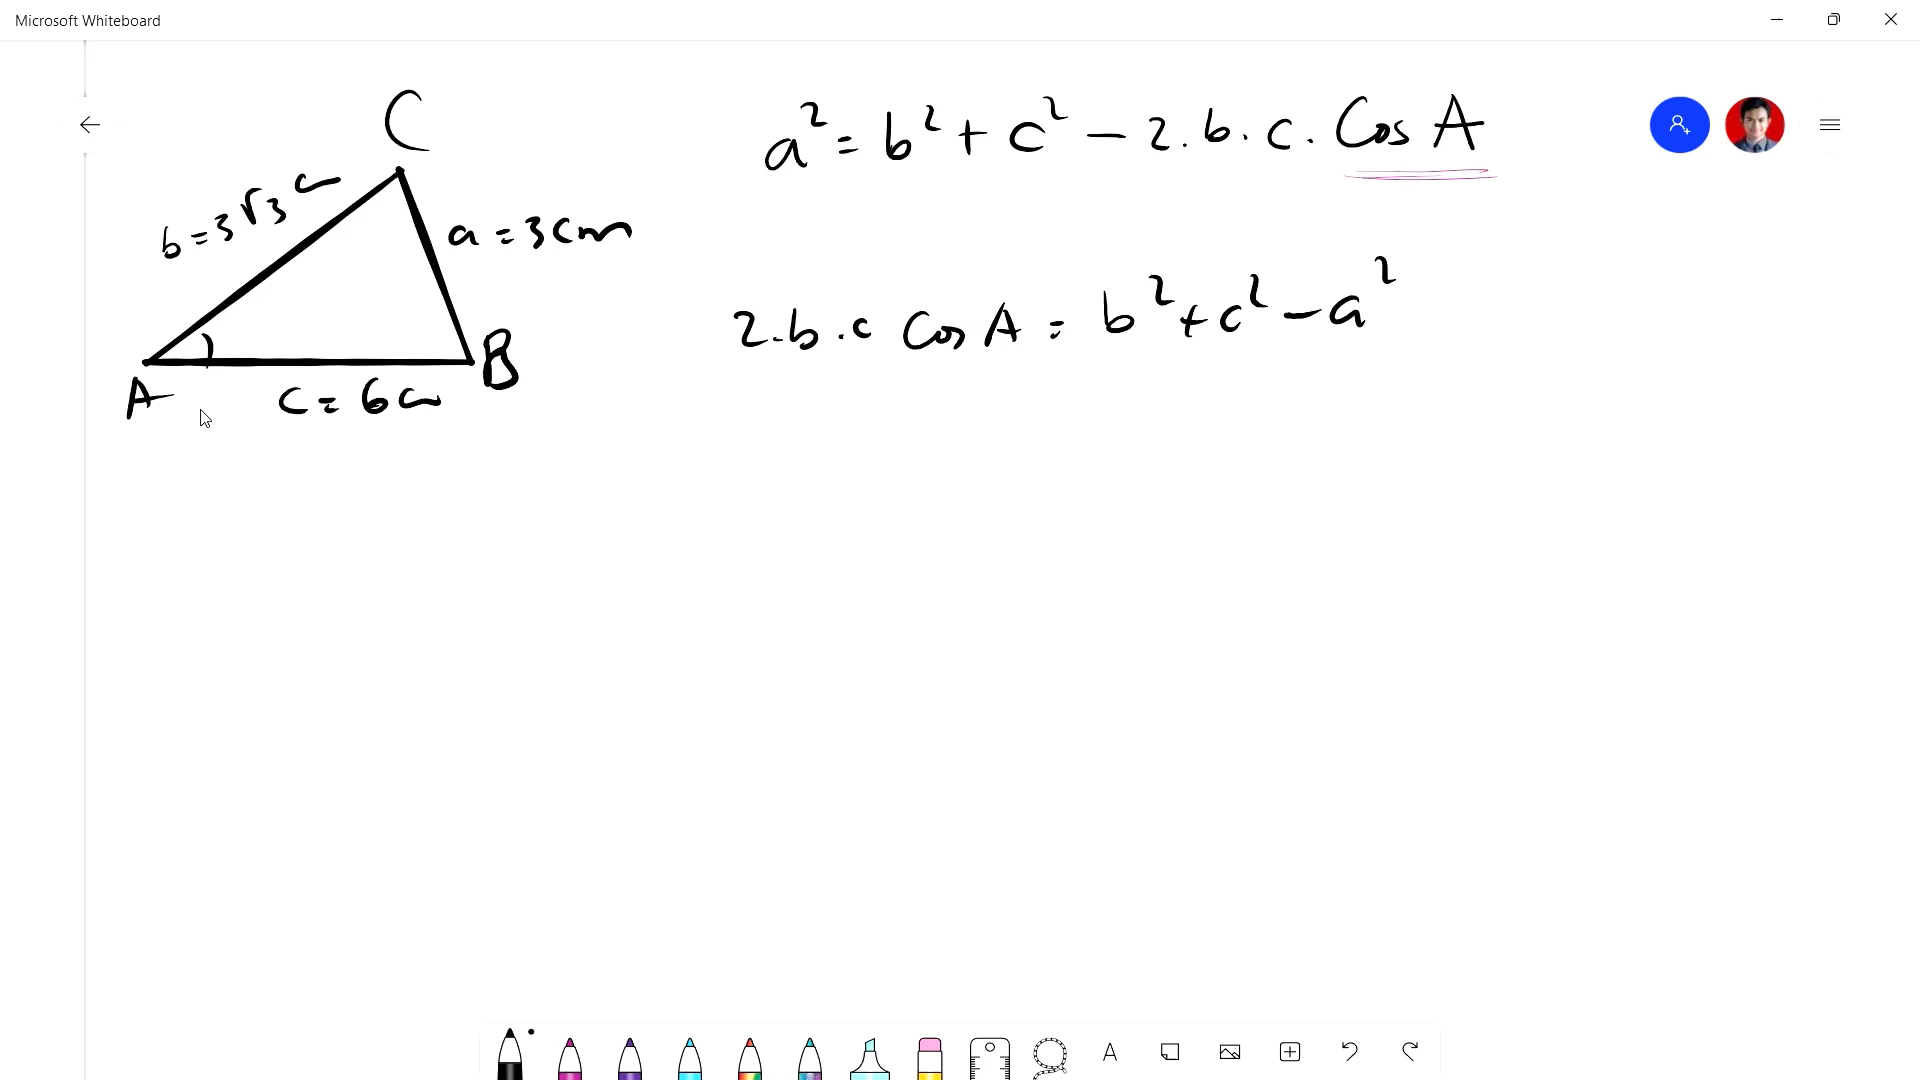 Microsoft Whiteboard
C
a² = b² + c² - 2.b.c. Cos A
b = 3√3 cm
a = 3cm
2.b.c Cos A = b² + c² - a²
B
A
c = 6cm
A